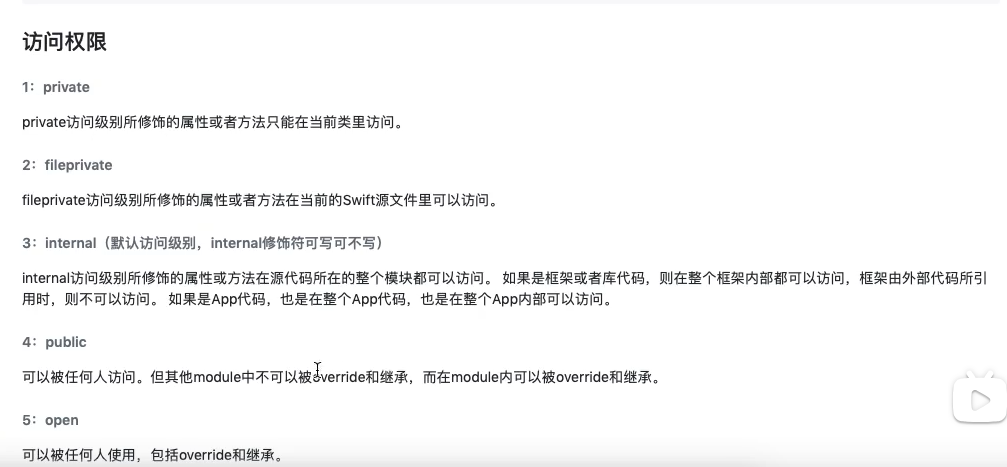 访问权限
1：private
private访问级别所修饰的属性或者方法只能在当前类里访问。
2：fileprivate
fileprivate访问级别所修饰的属性或者方法在当前的Swift源文件里可以访问。
3：internal（默认访问级别，internal修饰符可写可不写）
internal访问级别所修饰的属性或方法在源代码所在的整个模块都可以访问。 如果是框架或者库代码，则在整个框架内部都可以访问，框架由外部代码所引
用时，则不可以访问。 如果是App代码，也是在整个App代码，也是在整个App内部可以访问。
4：public
可以被任何人访问。但其他module中不可以被override和继承，而在module内可以被override和继承。
5：open
可以被任何人使用，包括override和继承。